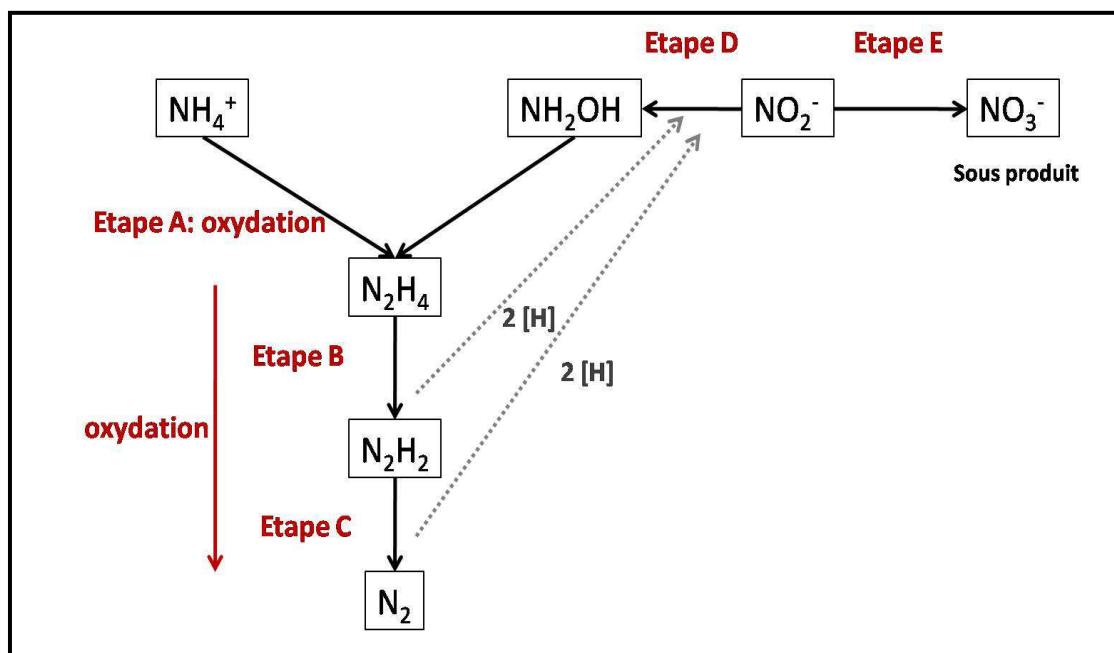 Etape D
Etape E
NH₄⁺
NH₂OH
NO₂⁻
NO₃⁻
Sous produit
Etape A: oxydation
N₂H₄
2 [H]
Etape B
2 [H]
oxydation
N₂H₂
Etape C
N₂